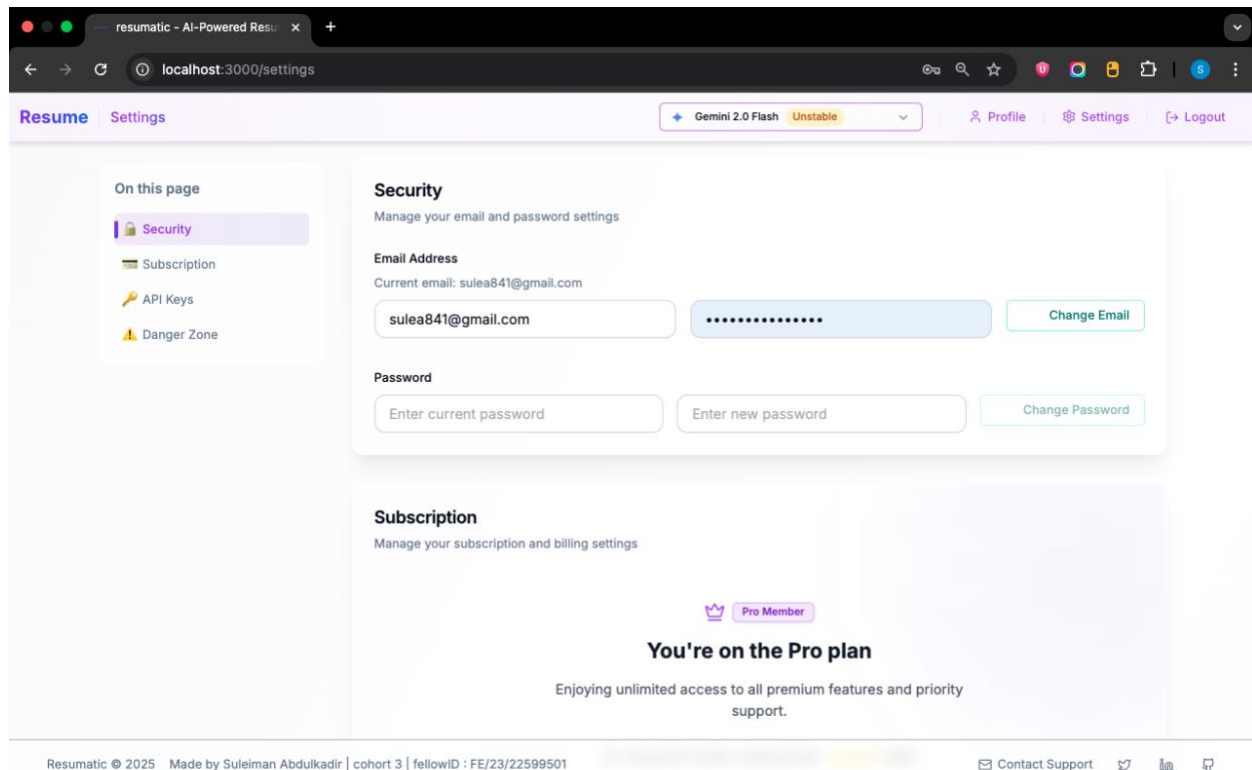 resumatic - AI-Powered Resu
localhost:3000/settings
S
Resume Settings Gemini 2.0 Flash Unstable Profile Settings Logout
On this page
Security
Subscription
API Keys
Danger Zone
Security
Manage your email and password settings
Email Address
Current email: sulea841@gmail.com
sulea841@gmail.com ••••••••••••••• Change Email
Password
Enter current password Enter new password Change Password
Subscription
Manage your subscription and billing settings
Pro Member
You're on the Pro plan
Enjoying unlimited access to all premium features and priority
support.
Resumatic © 2025 Made by Suleiman Abdulkadir | cohort 3 | fellowID : FE/23/22599501 Contact Support